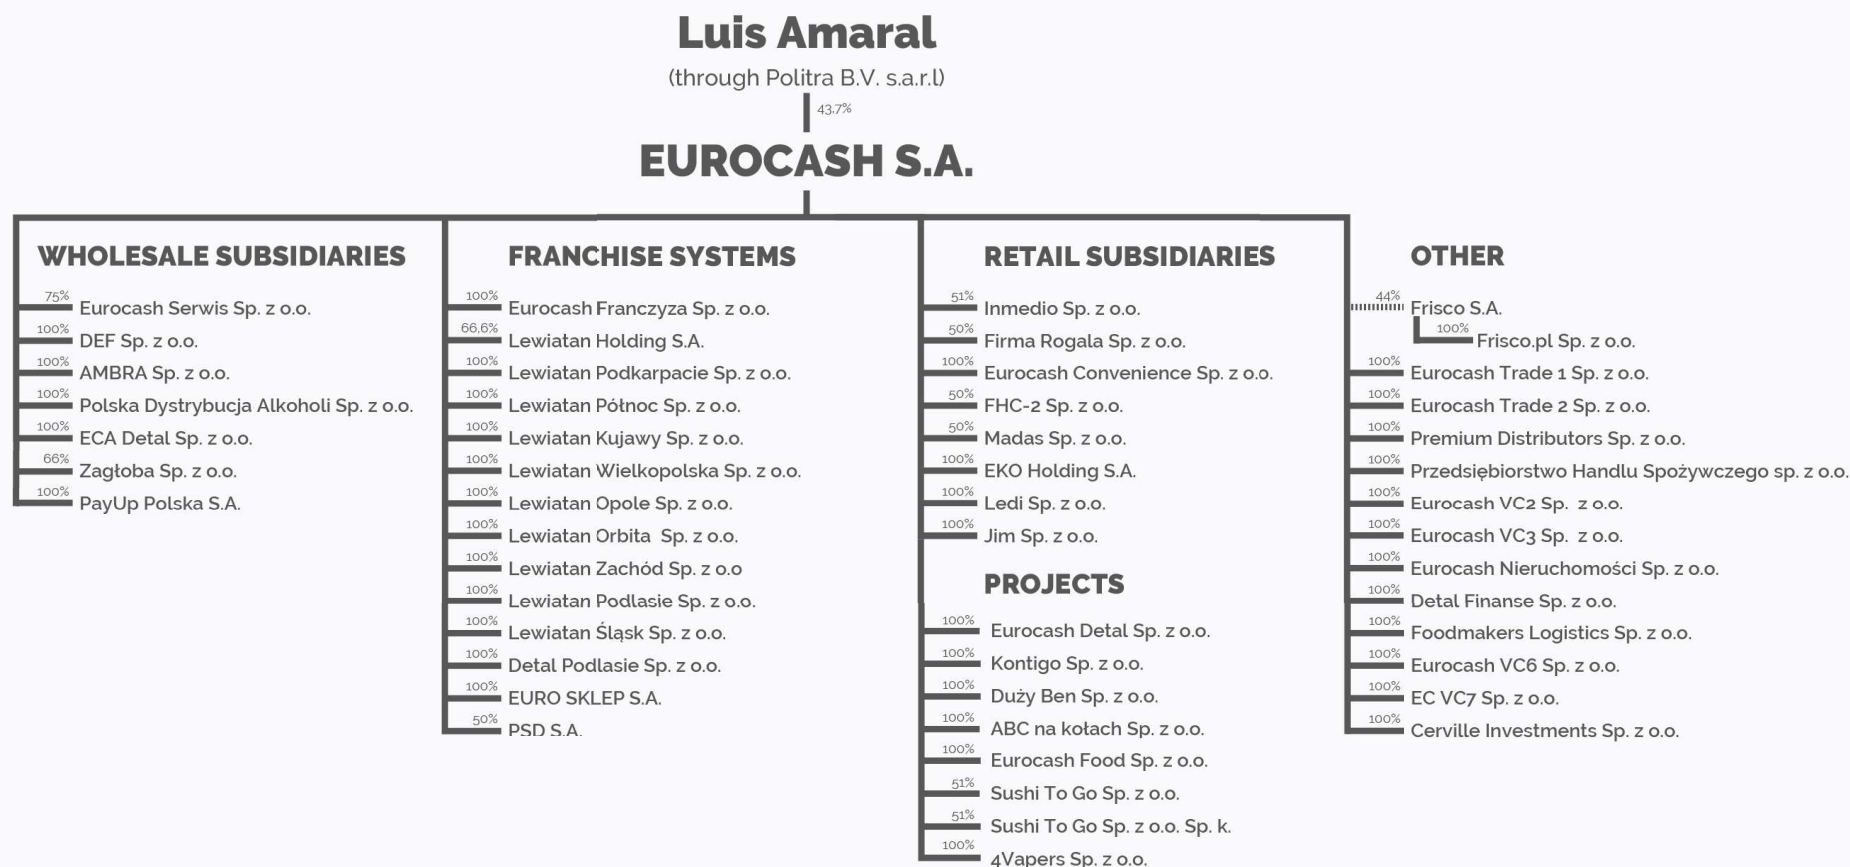 Luis Amaral
(through Politra B.V. s.a.r.l)
43,7%
EUROCASH S.A.
WHOLESALE SUBSIDIARIES
75% Eurocash Serwis Sp. z o.o.
100% DEF Sp. z o.o.
100% AMBRA Sp. z o.o.
100% Polska Dystrybucja Alkoholi Sp. z o.o.
100% ECA Detal Sp. z o.o.
66% Zagłoba Sp. z o.o.
100% PayUp Polska S.A.
FRANCHISE SYSTEMS
100% Eurocash Franczyza Sp. z o.o.
66,6% Lewiatan Holding S.A.
100% Lewiatan Podkarpacie Sp. z o.o.
100% Lewiatan Północ Sp. z o.o.
100% Lewiatan Kujawy Sp. z o.o.
100% Lewiatan Wielkopolska Sp. z o.o.
100% Lewiatan Opole Sp. z o.o.
100% Lewiatan Orbita Sp. z o.o.
100% Lewiatan Zachód Sp. z o.o
100% Lewiatan Podlasie Sp. z o.o.
100% Lewiatan Śląsk Sp. z o.o.
100% Detal Podlasie Sp. z o.o.
100% EURO SKLEP S.A.
50% PSD S.A.
RETAIL SUBSIDIARIES
51% Inmedio Sp. z o.o.
50% Firma Rogala Sp. z o.o.
100% Eurocash Convenience Sp. z o.o.
50% FHC-2 Sp. z o.o.
50% Madas Sp. z o.o.
100% EKO Holding S.A.
100% Ledi Sp. z o.o.
100% Jim Sp. z o.o.
PROJECTS
100% Eurocash Detal Sp. z o.o.
100% Kontigo Sp. z o.o.
100% Duży Ben Sp. z o.o.
100% ABC na kołach Sp. z o.o.
100% Eurocash Food Sp. z o.o.
51% Sushi To Go Sp. z o.o.
51% Sushi To Go Sp. z o.o. Sp. k.
100% 4Vapers Sp. z o.o.
OTHER
44% Frisco S.A.
100% Frisco.pl Sp. z o.o.
100% Eurocash Trade 1 Sp. z o.o.
100% Eurocash Trade 2 Sp. z o.o.
100% Premium Distributors Sp. z o.o.
100% Przedsiębiorstwo Handlu Spożywczego sp. z o.o.
100% Eurocash VC2 Sp. z o.o.
100% Eurocash VC3 Sp. z o.o.
100% Eurocash Nieruchomości Sp. z o.o.
100% Detal Finanse Sp. z o.o.
100% Foodmakers Logistics Sp. z o.o.
100% Eurocash VC6 Sp. z o.o.
100% EC VC7 Sp. z o.o.
100% Cerville Investments Sp. z o.o.